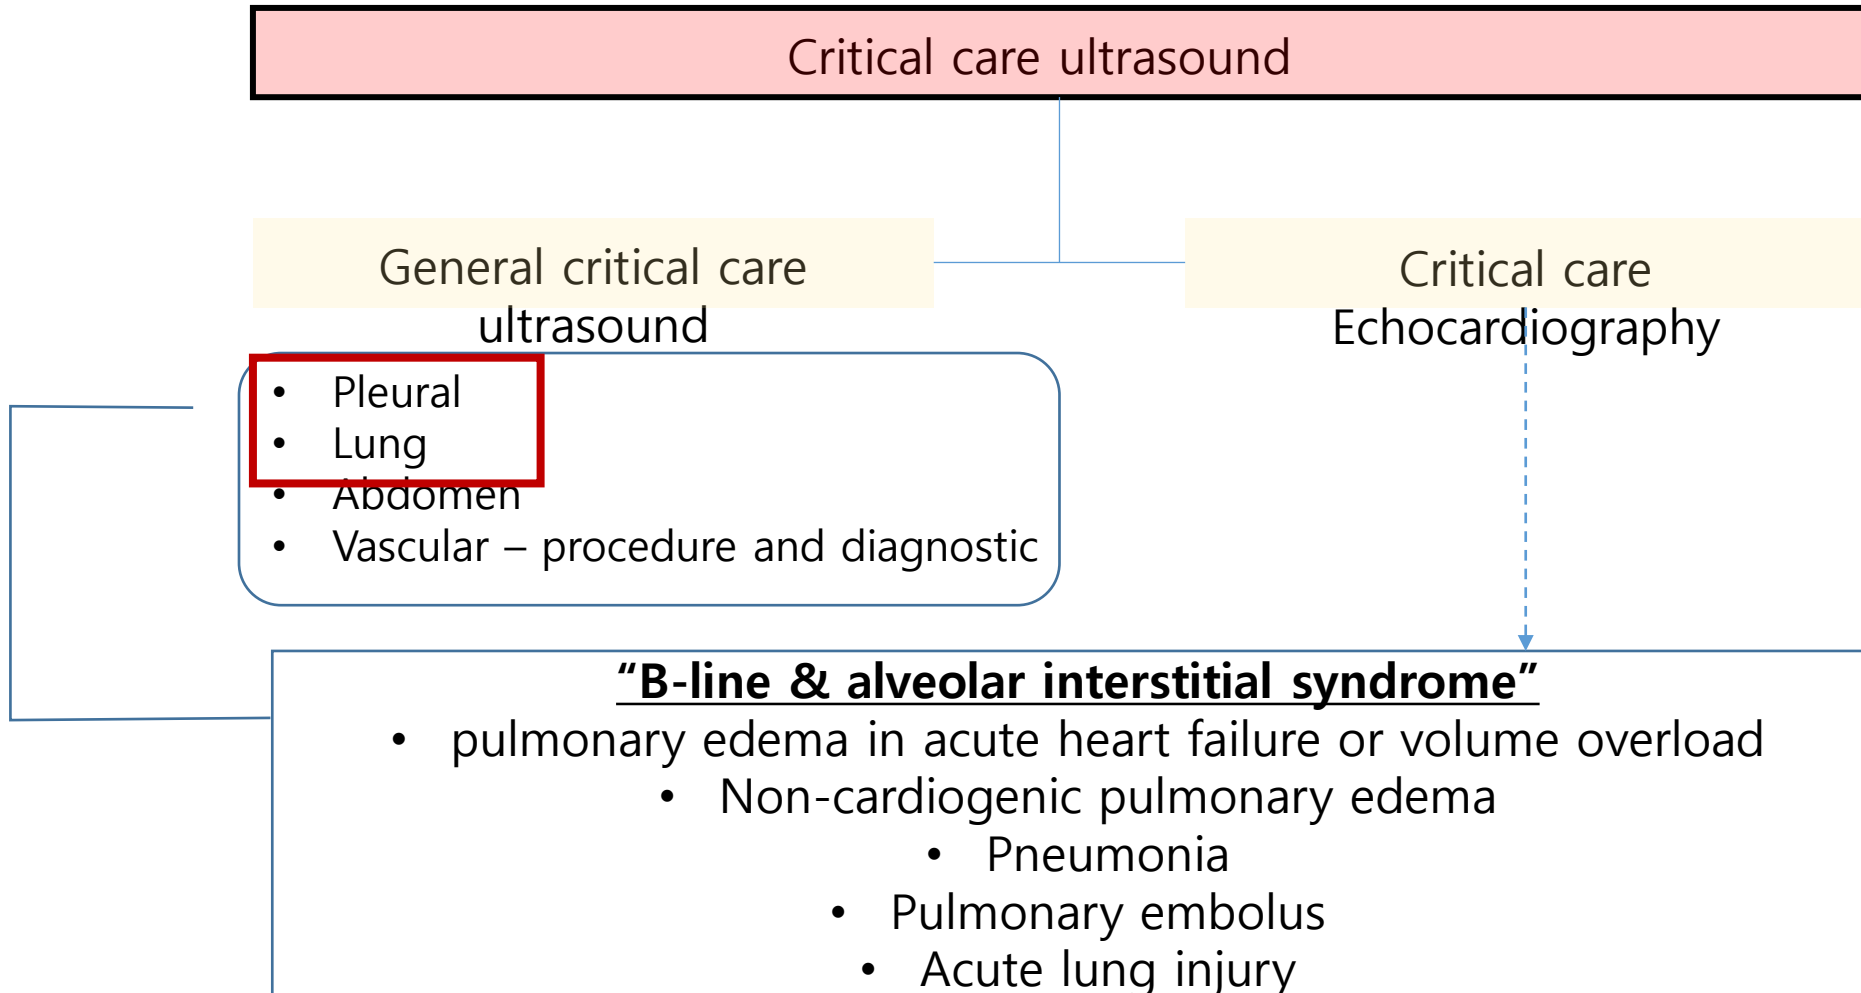 Critical care ultrasound
General critical care
ultrasound
Critical care
Echocardiography
• Pleural
• Lung
• Abdomen
• Vascular – procedure and diagnostic
“B-line & alveolar interstitial syndrome”
• pulmonary edema in acute heart failure or volume overload
• Non-cardiogenic pulmonary edema
• Pneumonia
• Pulmonary embolus
• Acute lung injury